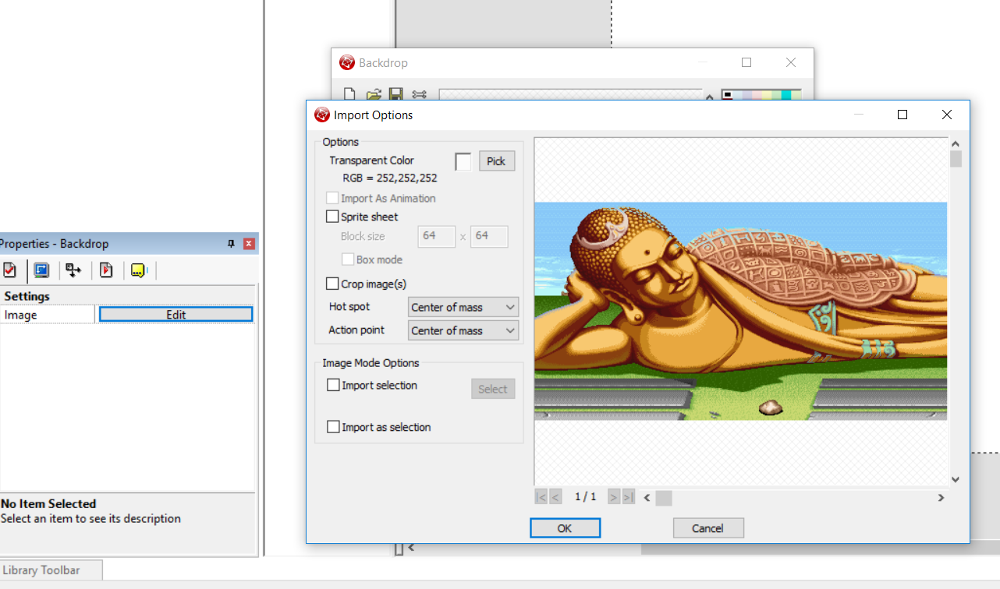 Backdrop
Import Options
Options
Transparent Color
Pick
RGB = 252,252,252
Import As Animation
Sprite sheet
Block size
64
x
64
Box mode
Crop image(s)
Hot spot
Center of mass
Action point
Center of mass
Image Mode Options
Import selection
Select
Import as selection
|<
<
1 / 1
>
>|
OK
Cancel
Properties - Backdrop
Settings
Image
Edit
No Item Selected
Select an item to see its description
Library Toolbar